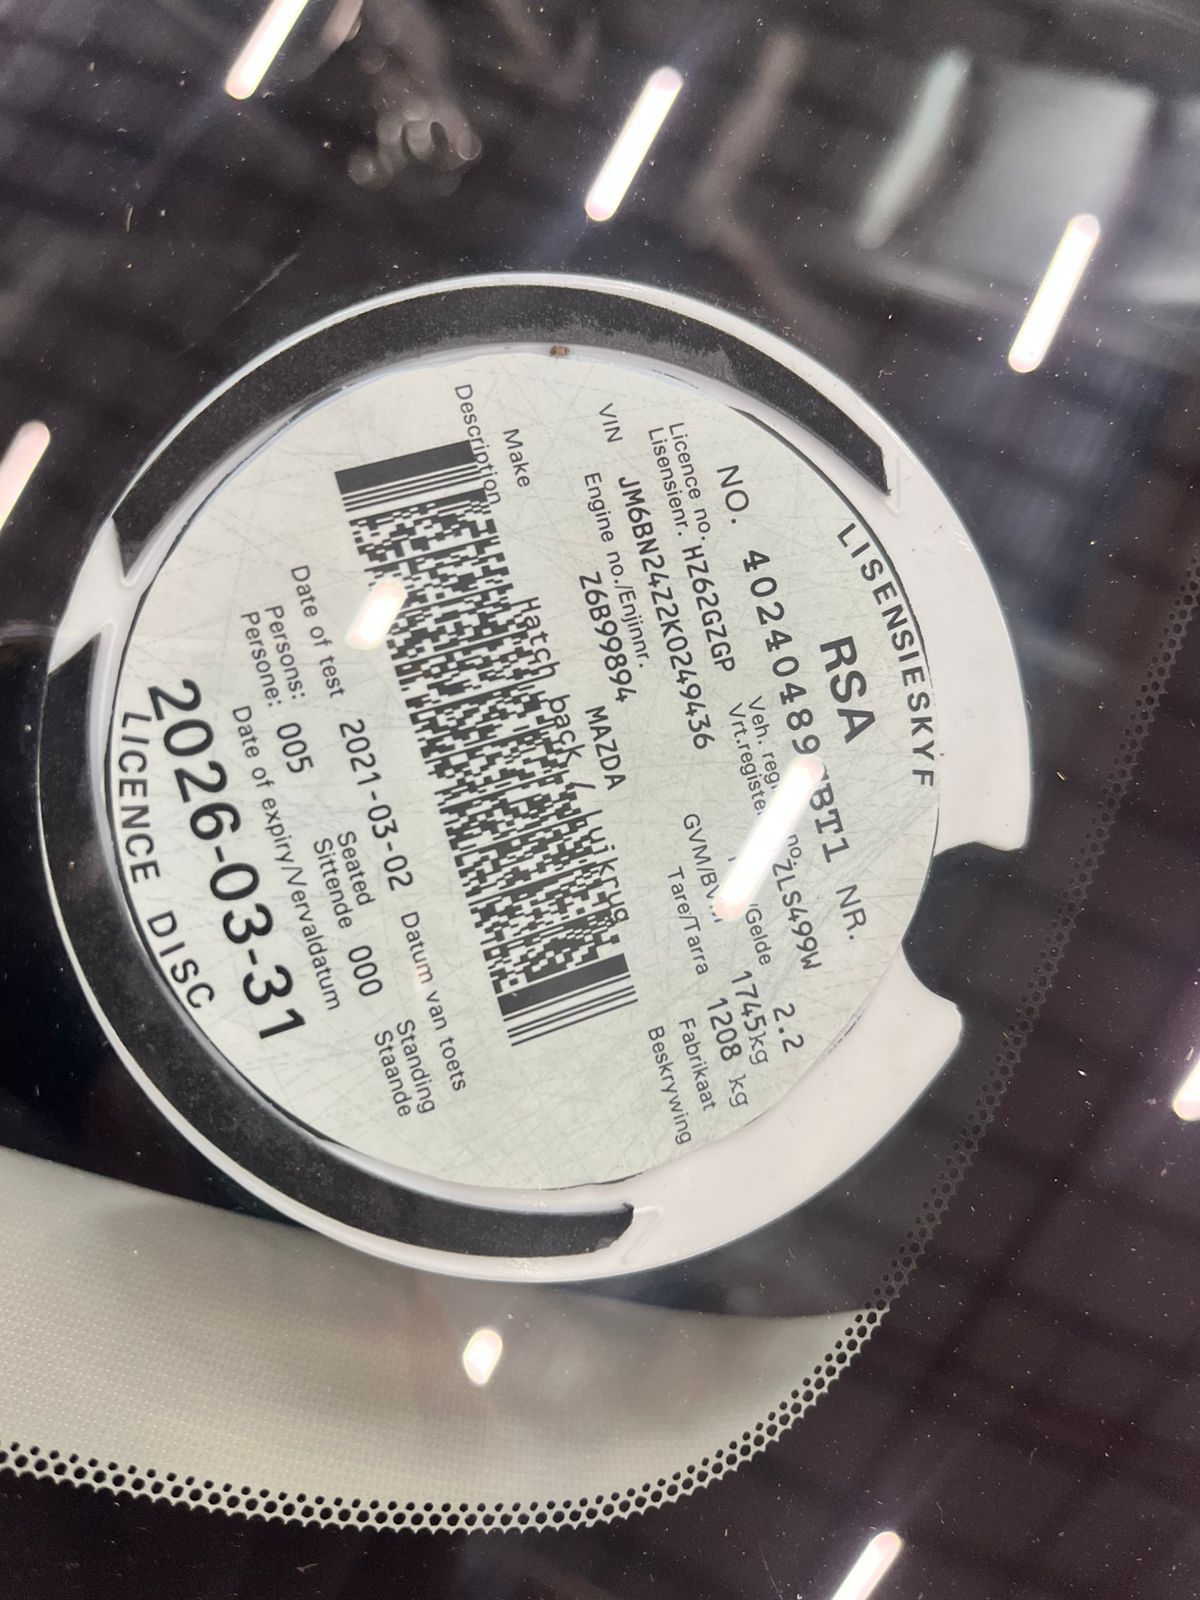 LISENSIESKYF
RSA
NO. 40240489 BT1 NR.
Licence no.
Lisensienr. HZ62GZGP
Veh. reg. no. ZLS499W
Vrt.register
VIN JM6BN24Z2K0249436
/Gelde 2.2
Engine no./Enjinnr. Z6B99894
GVM/BVM 1745kg
Tare/Tarra 1208 kg
Make MAZDA Fabrikaat
Description Hatch back / Luikrug Beskrywing
Date of test 2021-03-02 Datum van toets
Persons:
Persone: 005
Seated
Sittende 000
Standing
Staande
Date of expiry/Vervaldatum
2026-03-31
LICENCE DISC